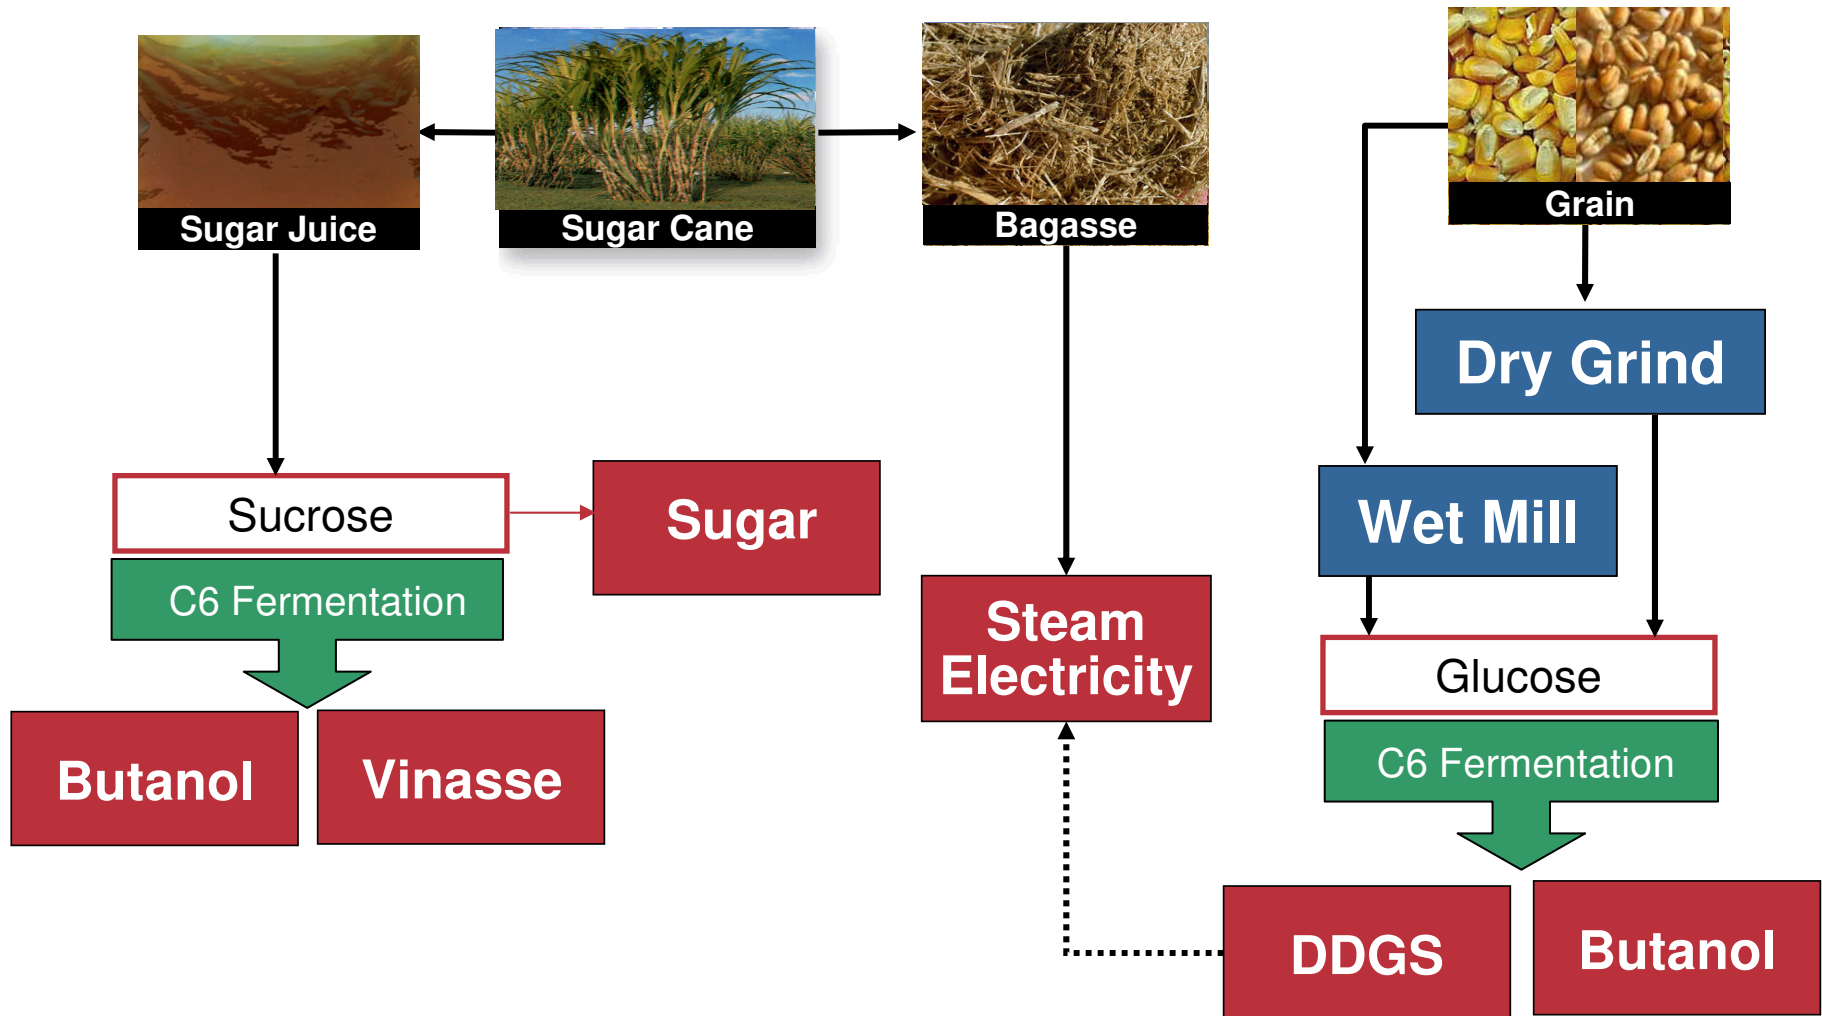 Sugar Juice
Sugar Cane
Bagasse
Grain
Dry Grind
Wet Mill
Sucrose
Sugar
C6 Fermentation
Steam
Electricity
Glucose
C6 Fermentation
Butanol
Vinasse
DDGS
Butanol